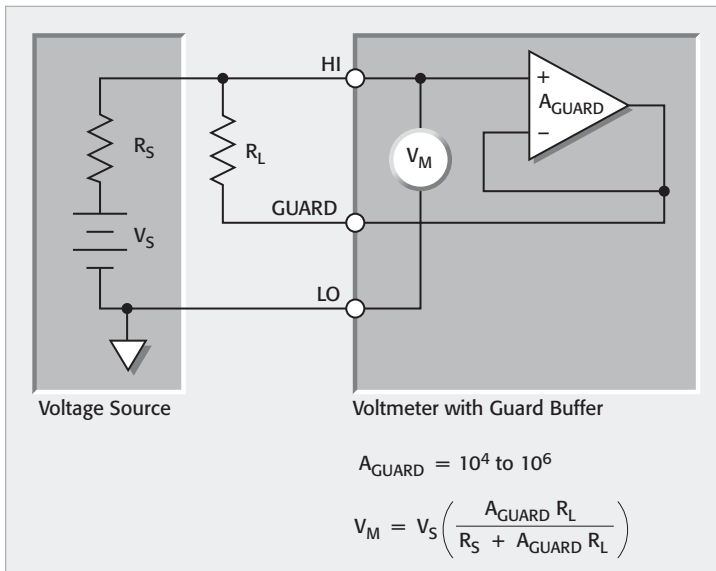 HI
+
A_GUARD
R_S
R_L
V_M
−
GUARD
V_S
LO
Voltage Source
Voltmeter with Guard Buffer
A_GUARD = 10^4 to 10^6
V_M = V_S ( A_GUARD R_L / R_S + A_GUARD R_L )